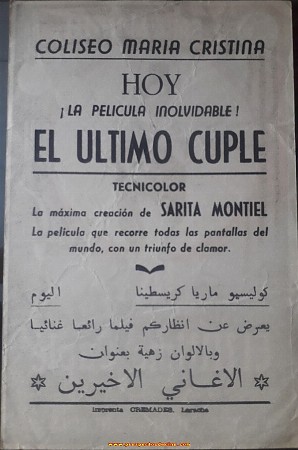 COLISEO MARIA CRISTINA
HOY
¡LA PELICULA INOLVIDABLE!
EL ULTIMO CUPLE
TECNICOLOR
La máxima creación de SARITA MONTIEL
La película que recorre todas las pantallas del
mundo, con un triunfo de clamor.
كوليسيو ماريا كريسطينا اليوم
يعرض عن انظاركم فيلما رائعا غنائيا
وبالالوان زهية بعنوان
الاغاني الاخيرين
Imprenta CREMADES, Larache